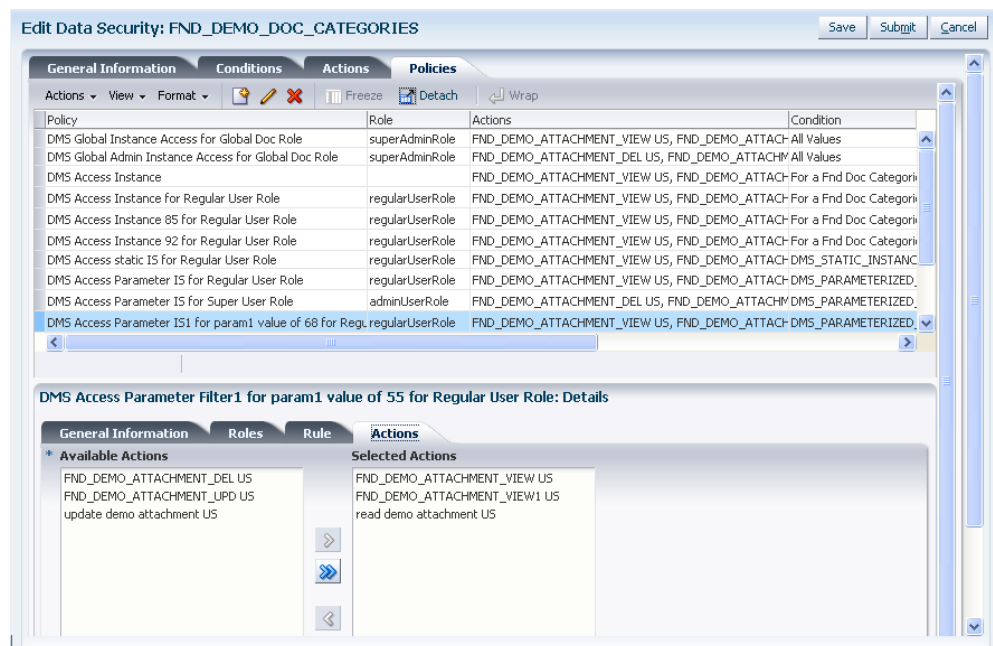 Edit Data Security: FND_DEMO_DOC_CATEGORIES
Save Submit Cancel
General Information Conditions Actions Policies
Actions View Format Freeze Detach Wrap
Policy Role Actions Condition
DMS Global Instance Access for Global Doc Role superAdminRole FND_DEMO_ATTACHMENT_VIEW US, FND_DEMO_ATTACH All Values
DMS Global Admin Instance Access for Global Doc Role superAdminRole FND_DEMO_ATTACHMENT_DEL US, FND_DEMO_ATTACHM All Values
DMS Access Instance FND_DEMO_ATTACHMENT_VIEW US, FND_DEMO_ATTACH For a Fnd Doc Categori
DMS Access Instance for Regular User Role regularUserRole FND_DEMO_ATTACHMENT_VIEW US, FND_DEMO_ATTACH For a Fnd Doc Categori
DMS Access Instance 85 for Regular User Role regularUserRole FND_DEMO_ATTACHMENT_VIEW US, FND_DEMO_ATTACH For a Fnd Doc Categori
DMS Access Instance 92 for Regular User Role regularUserRole FND_DEMO_ATTACHMENT_VIEW US, FND_DEMO_ATTACH For a Fnd Doc Categori
DMS Access static IS for Regular User Role regularUserRole FND_DEMO_ATTACHMENT_VIEW US, FND_DEMO_ATTACH DMS_STATIC_INSTANC
DMS Access Parameter IS for Regular User Role regularUserRole FND_DEMO_ATTACHMENT_VIEW US, FND_DEMO_ATTACH DMS_PARAMETERIZED_
DMS Access Parameter IS for Super User Role adminUserRole FND_DEMO_ATTACHMENT_DEL US, FND_DEMO_ATTACHM DMS_PARAMETERIZED_
DMS Access Parameter IS1 for param1 value of 68 for Regu regularUserRole FND_DEMO_ATTACHMENT_VIEW US, FND_DEMO_ATTACH DMS_PARAMETERIZED_
DMS Access Parameter Filter1 for param1 value of 55 for Regular User Role: Details
General Information Roles Rule Actions
* Available Actions Selected Actions
FND_DEMO_ATTACHMENT_DEL US FND_DEMO_ATTACHMENT_VIEW US
FND_DEMO_ATTACHMENT_UPD US FND_DEMO_ATTACHMENT_VIEW1 US
update demo attachment US read demo attachment US